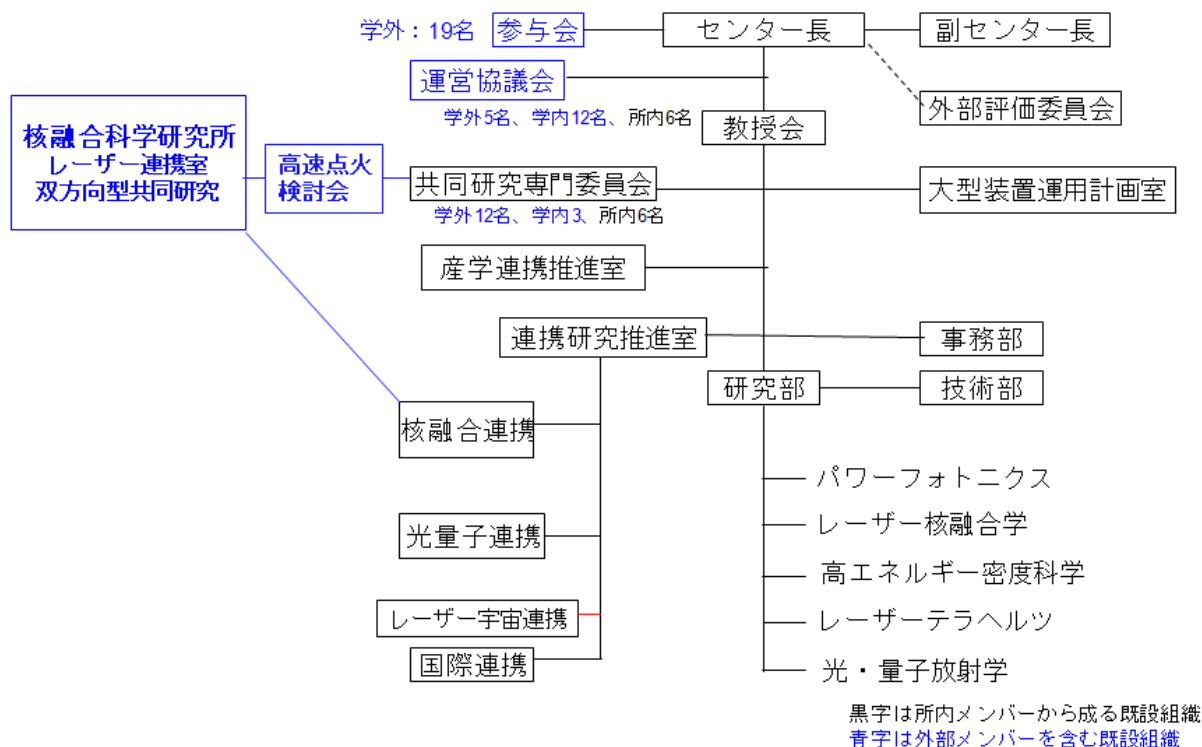 学外：19名
参与会
センター長
副センター長
運営協議会
学外5名、学内12名、所内6名
外部評価委員会
教授会
核融合科学研究所
レーザー連携室
双方向型共同研究
高速点火
検討会
共同研究専門委員会
学外12名、学内3、所内6名
大型装置運用計画室
産学連携推進室
連携研究推進室
事務部
研究部
技術部
核融合連携
光量子連携
レーザー宇宙連携
国際連携
パワーフォトニクス
レーザー核融合学
高エネルギー密度科学
レーザーテラヘルツ
光・量子放射学
黒字は所内メンバーから成る既設組織
青字は外部メンバーを含む既設組織